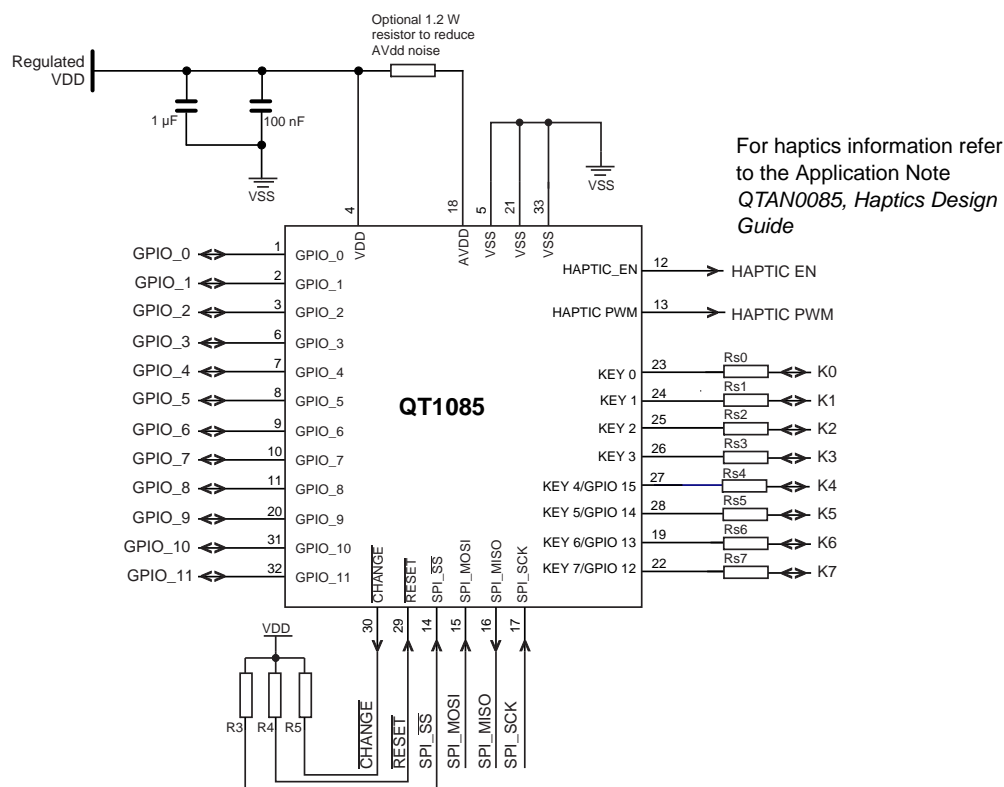 Optional 1.2 W
resistor to reduce
AVdd noise
Regulated
VDD
1 µF
100 nF
VSS
VSS
For haptics information refer
to the Application Note
QTAN0085, Haptics Design
Guide
4
18
5
21
33
VDD
AVDD
VSS
VSS
VSS
GPIO_0
1
GPIO_0
GPIO_1
2
GPIO_1
GPIO_2
3
GPIO_2
GPIO_3
6
GPIO_3
GPIO_4
7
GPIO_4
GPIO_5
8
GPIO_5
GPIO_6
9
GPIO_6
GPIO_7
10
GPIO_7
GPIO_8
11
GPIO_8
GPIO_9
20
GPIO_9
GPIO_10
31
GPIO_10
GPIO_11
32
GPIO_11
QT1085
HAPTIC_EN
12
HAPTIC EN
HAPTIC PWM
13
HAPTIC PWM
KEY 0
23
Rs0
K0
KEY 1
24
Rs1
K1
KEY 2
25
Rs2
K2
KEY 3
26
Rs3
K3
KEY 4/GPIO 15
27
Rs4
K4
KEY 5/GPIO 14
28
Rs5
K5
KEY 6/GPIO 13
19
Rs6
K6
KEY 7/GPIO 12
22
Rs7
K7
CHANGE
RESET
SPI_SS
SPI_MOSI
SPI_MISO
SPI_SCK
30
29
14
15
16
17
VDD
R3
R4
R5
CHANGE
RESET
SPI_SS
SPI_MOSI
SPI_MISO
SPI_SCK